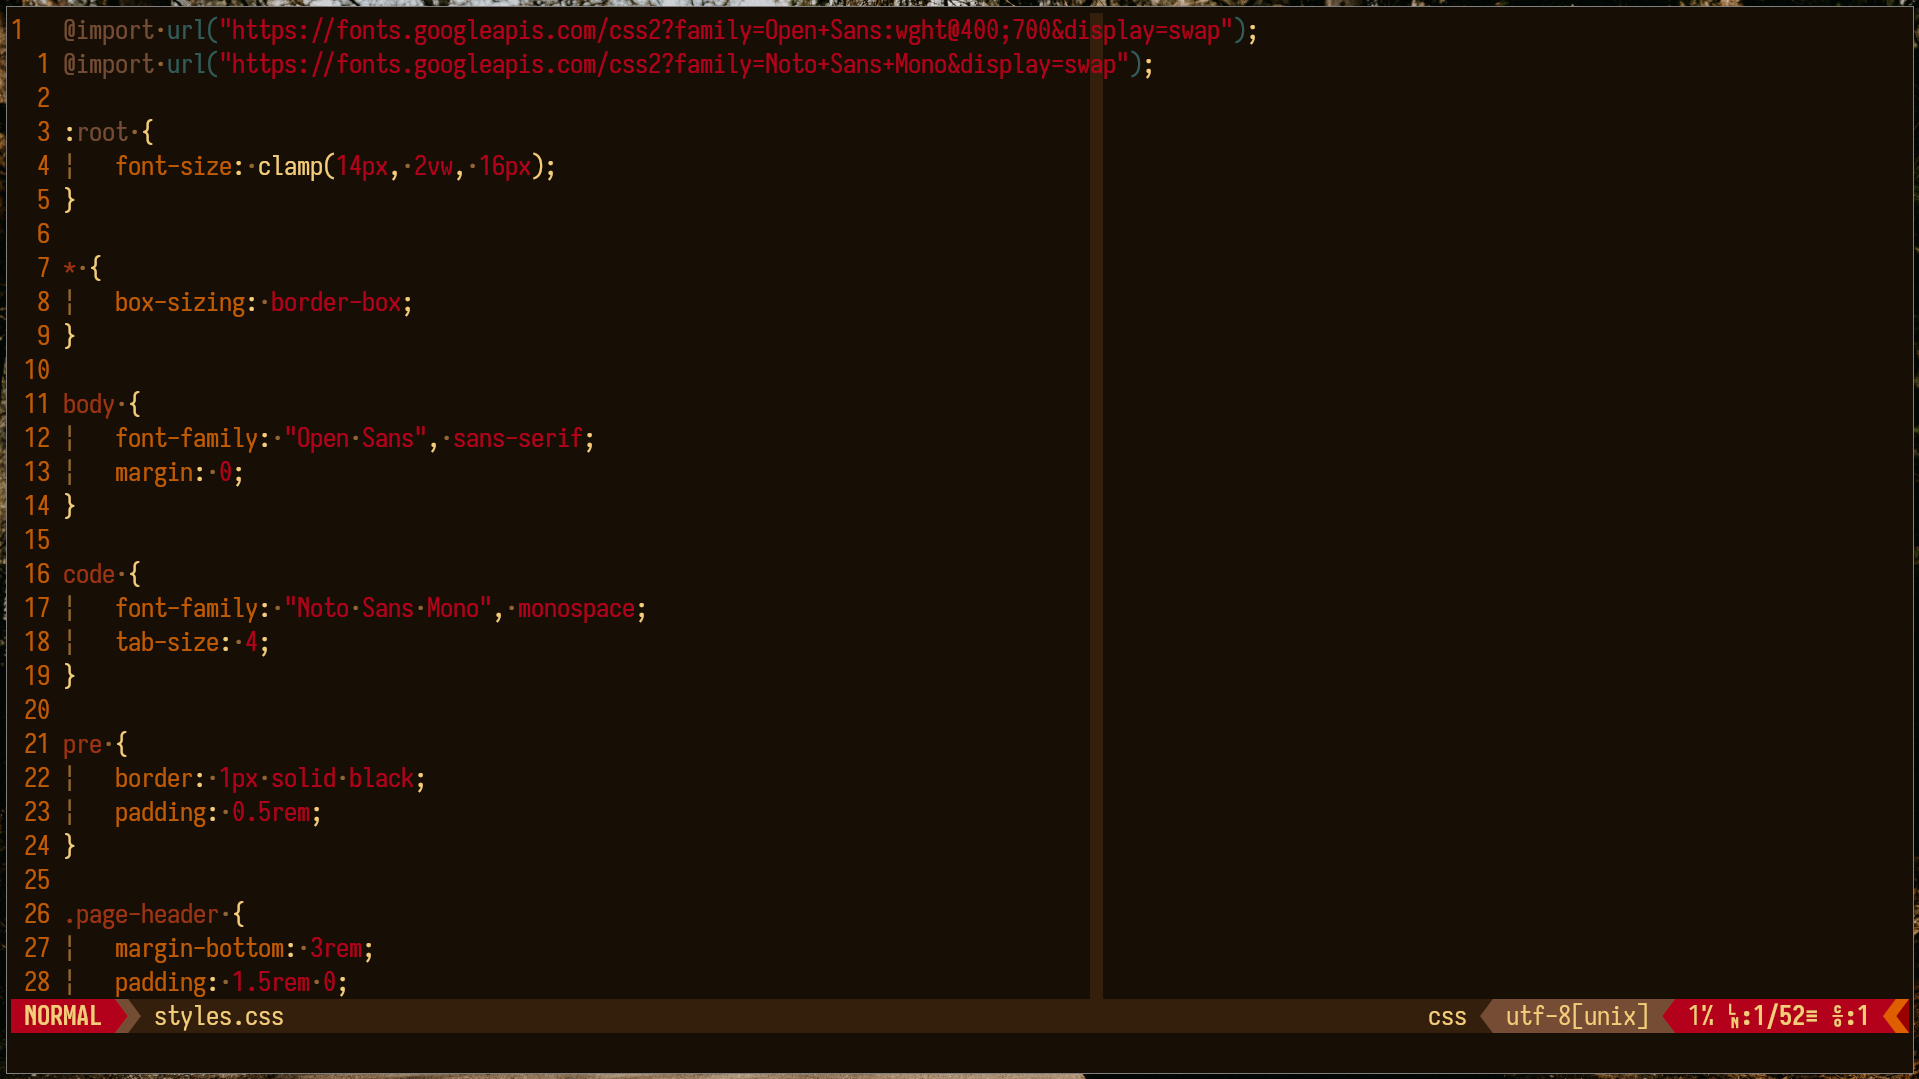 1   @import·url("https://fonts.googleapis.com/css2?family=Open+Sans:wght@400;700&display=swap");
  1 @import·url("https://fonts.googleapis.com/css2?family=Noto+Sans+Mono&display=swap");
  2
  3 :root·{
  4 ¦   font-size:·clamp(14px,·2vw,·16px);
  5 }
  6
  7 *·{
  8 ¦   box-sizing:·border-box;
  9 }
 10
 11 body·{
 12 ¦   font-family:·"Open·Sans",·sans-serif;
 13 ¦   margin:·0;
 14 }
 15
 16 code·{
 17 ¦   font-family:·"Noto·Sans·Mono",·monospace;
 18 ¦   tab-size:·4;
 19 }
 20
 21 pre·{
 22 ¦   border:·1px·solid·black;
 23 ¦   padding:·0.5rem;
 24 }
 25
 26 .page-header·{
 27 ¦   margin-bottom:·3rem;
 28 ¦   padding:·1.5rem·0;
NORMAL styles.css css utf-8[unix] 1% ㏑:1/52≡ ℅:1